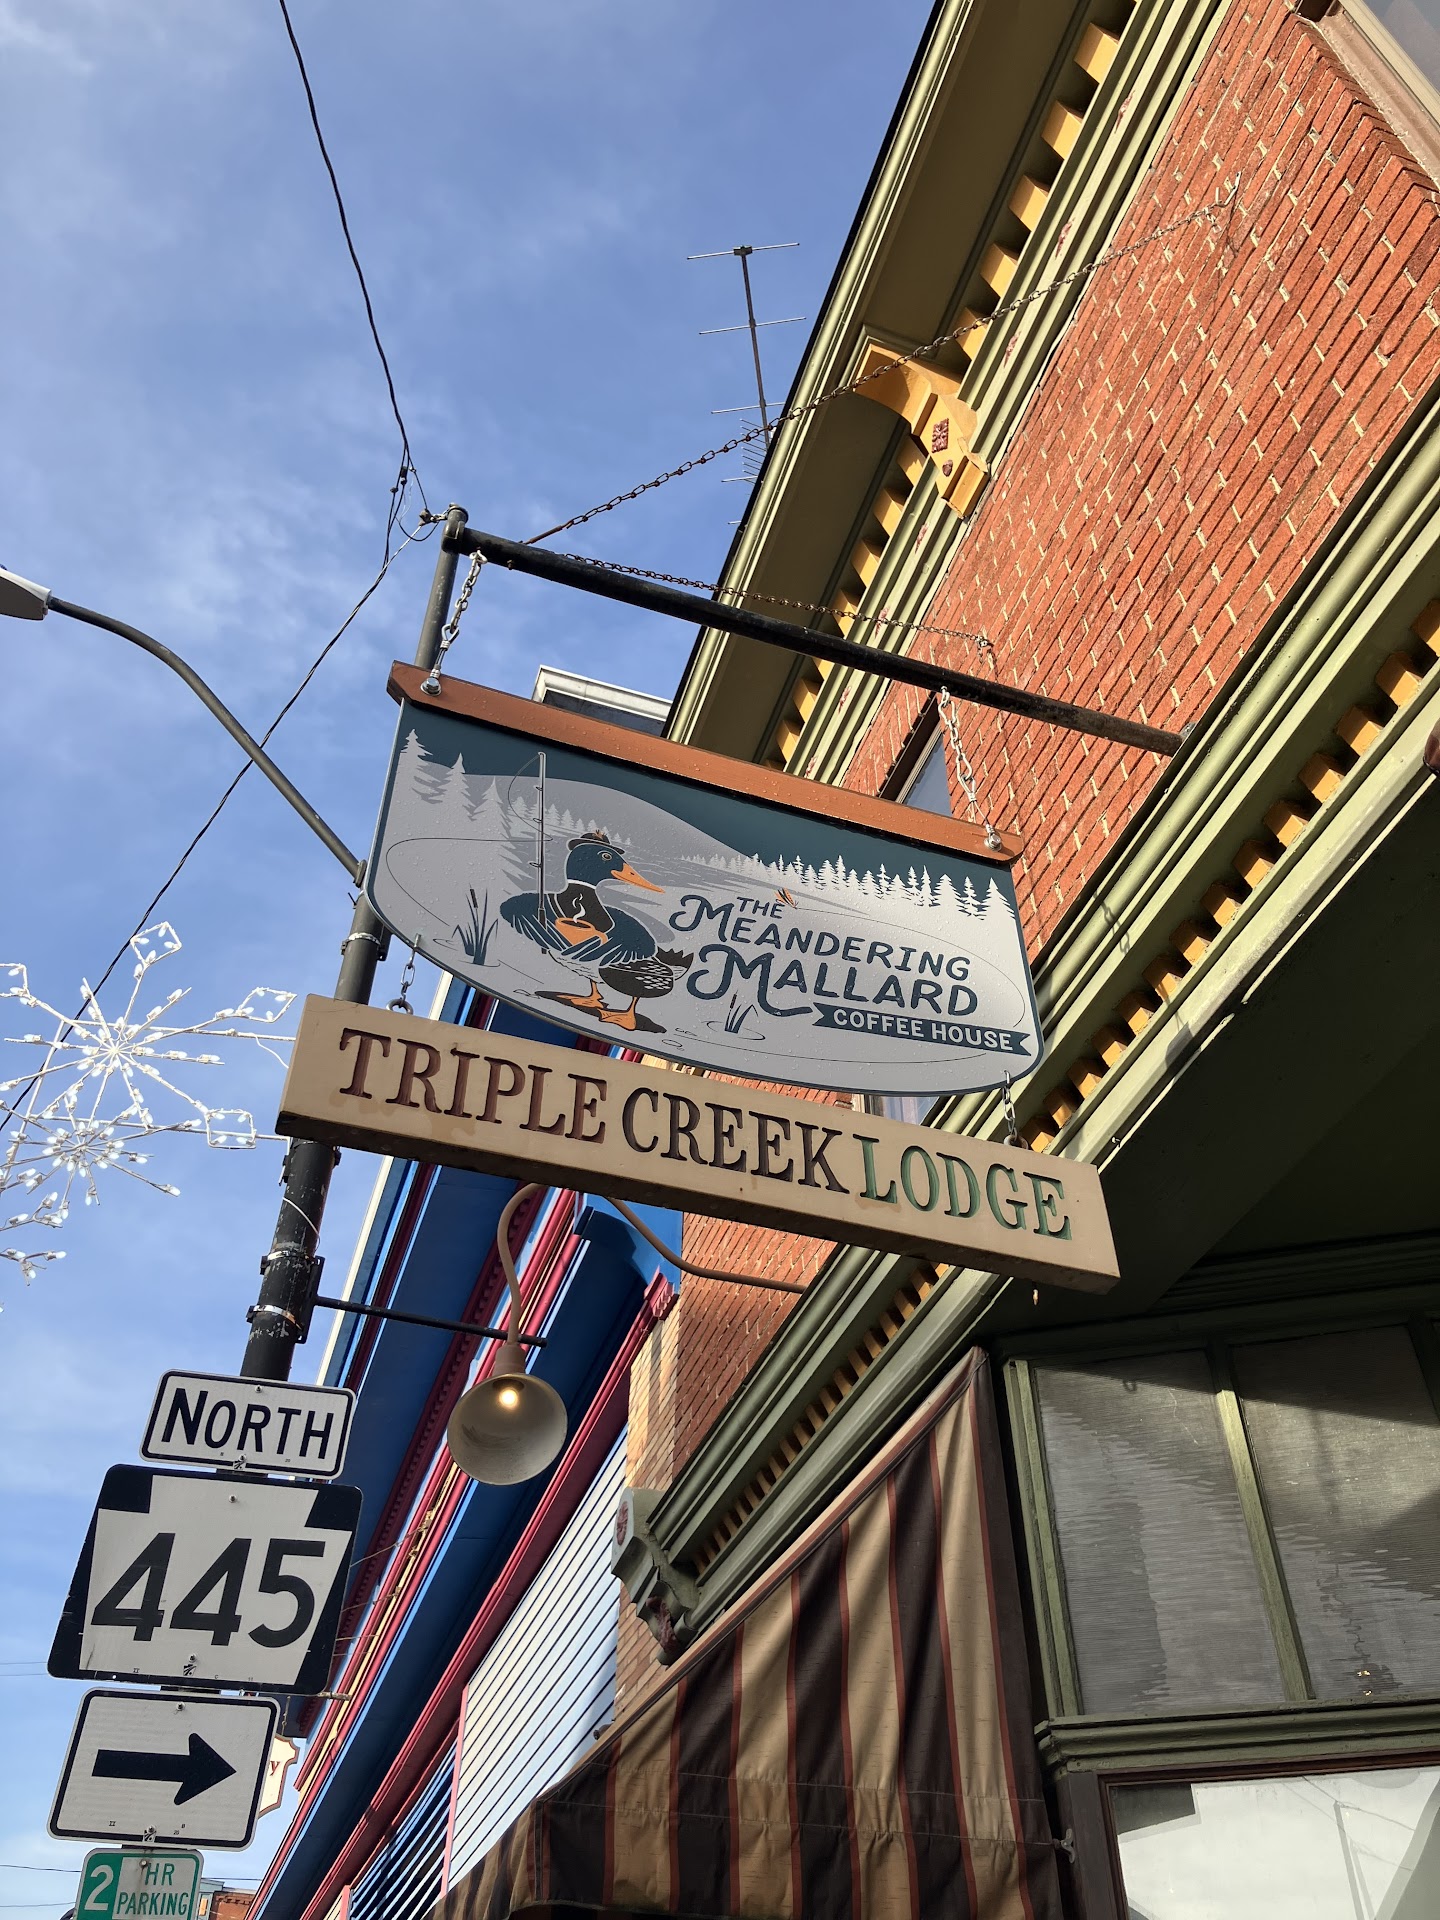 THE
MEANDERING
MALLARD
COFFEE HOUSE
TRIPLE CREEK LODGE
NORTH
445
2 HR
PARKING